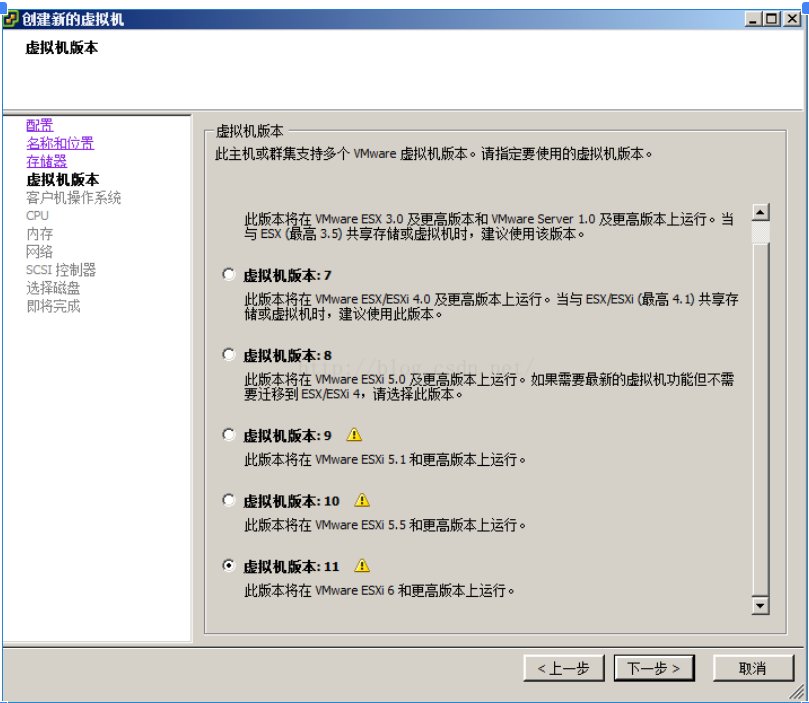 创建新的虚拟机
虚拟机版本
配置
名称和位置
存储器
虚拟机版本
客户机操作系统
CPU
内存
网络
SCSI 控制器
选择磁盘
即将完成
虚拟机版本
此主机或群集支持多个 VMware 虚拟机版本。请指定要使用的虚拟机版本。
此版本将在 VMware ESX 3.0 及更高版本和 VMware Server 1.0 及更高版本上运行。当
与 ESX (最高 3.5) 共享存储或虚拟机时，建议使用该版本。
虚拟机版本: 7
此版本将在 VMware ESX/ESXi 4.0 及更高版本上运行。当与 ESX/ESXi (最高 4.1) 共享存
储或虚拟机时，建议使用此版本。
虚拟机版本: 8
http://blog.csdn.net/
此版本将在 VMware ESXi 5.0 及更高版本上运行。如果需要最新的虚拟机功能但不需
要迁移到 ESX/ESXi 4，请选择此版本。
虚拟机版本: 9
此版本将在 VMware ESXi 5.1 和更高版本上运行。
虚拟机版本: 10
此版本将在 VMware ESXi 5.5 和更高版本上运行。
虚拟机版本: 11
此版本将在 VMware ESXi 6 和更高版本上运行。
< 上一步
下一步 >
取消